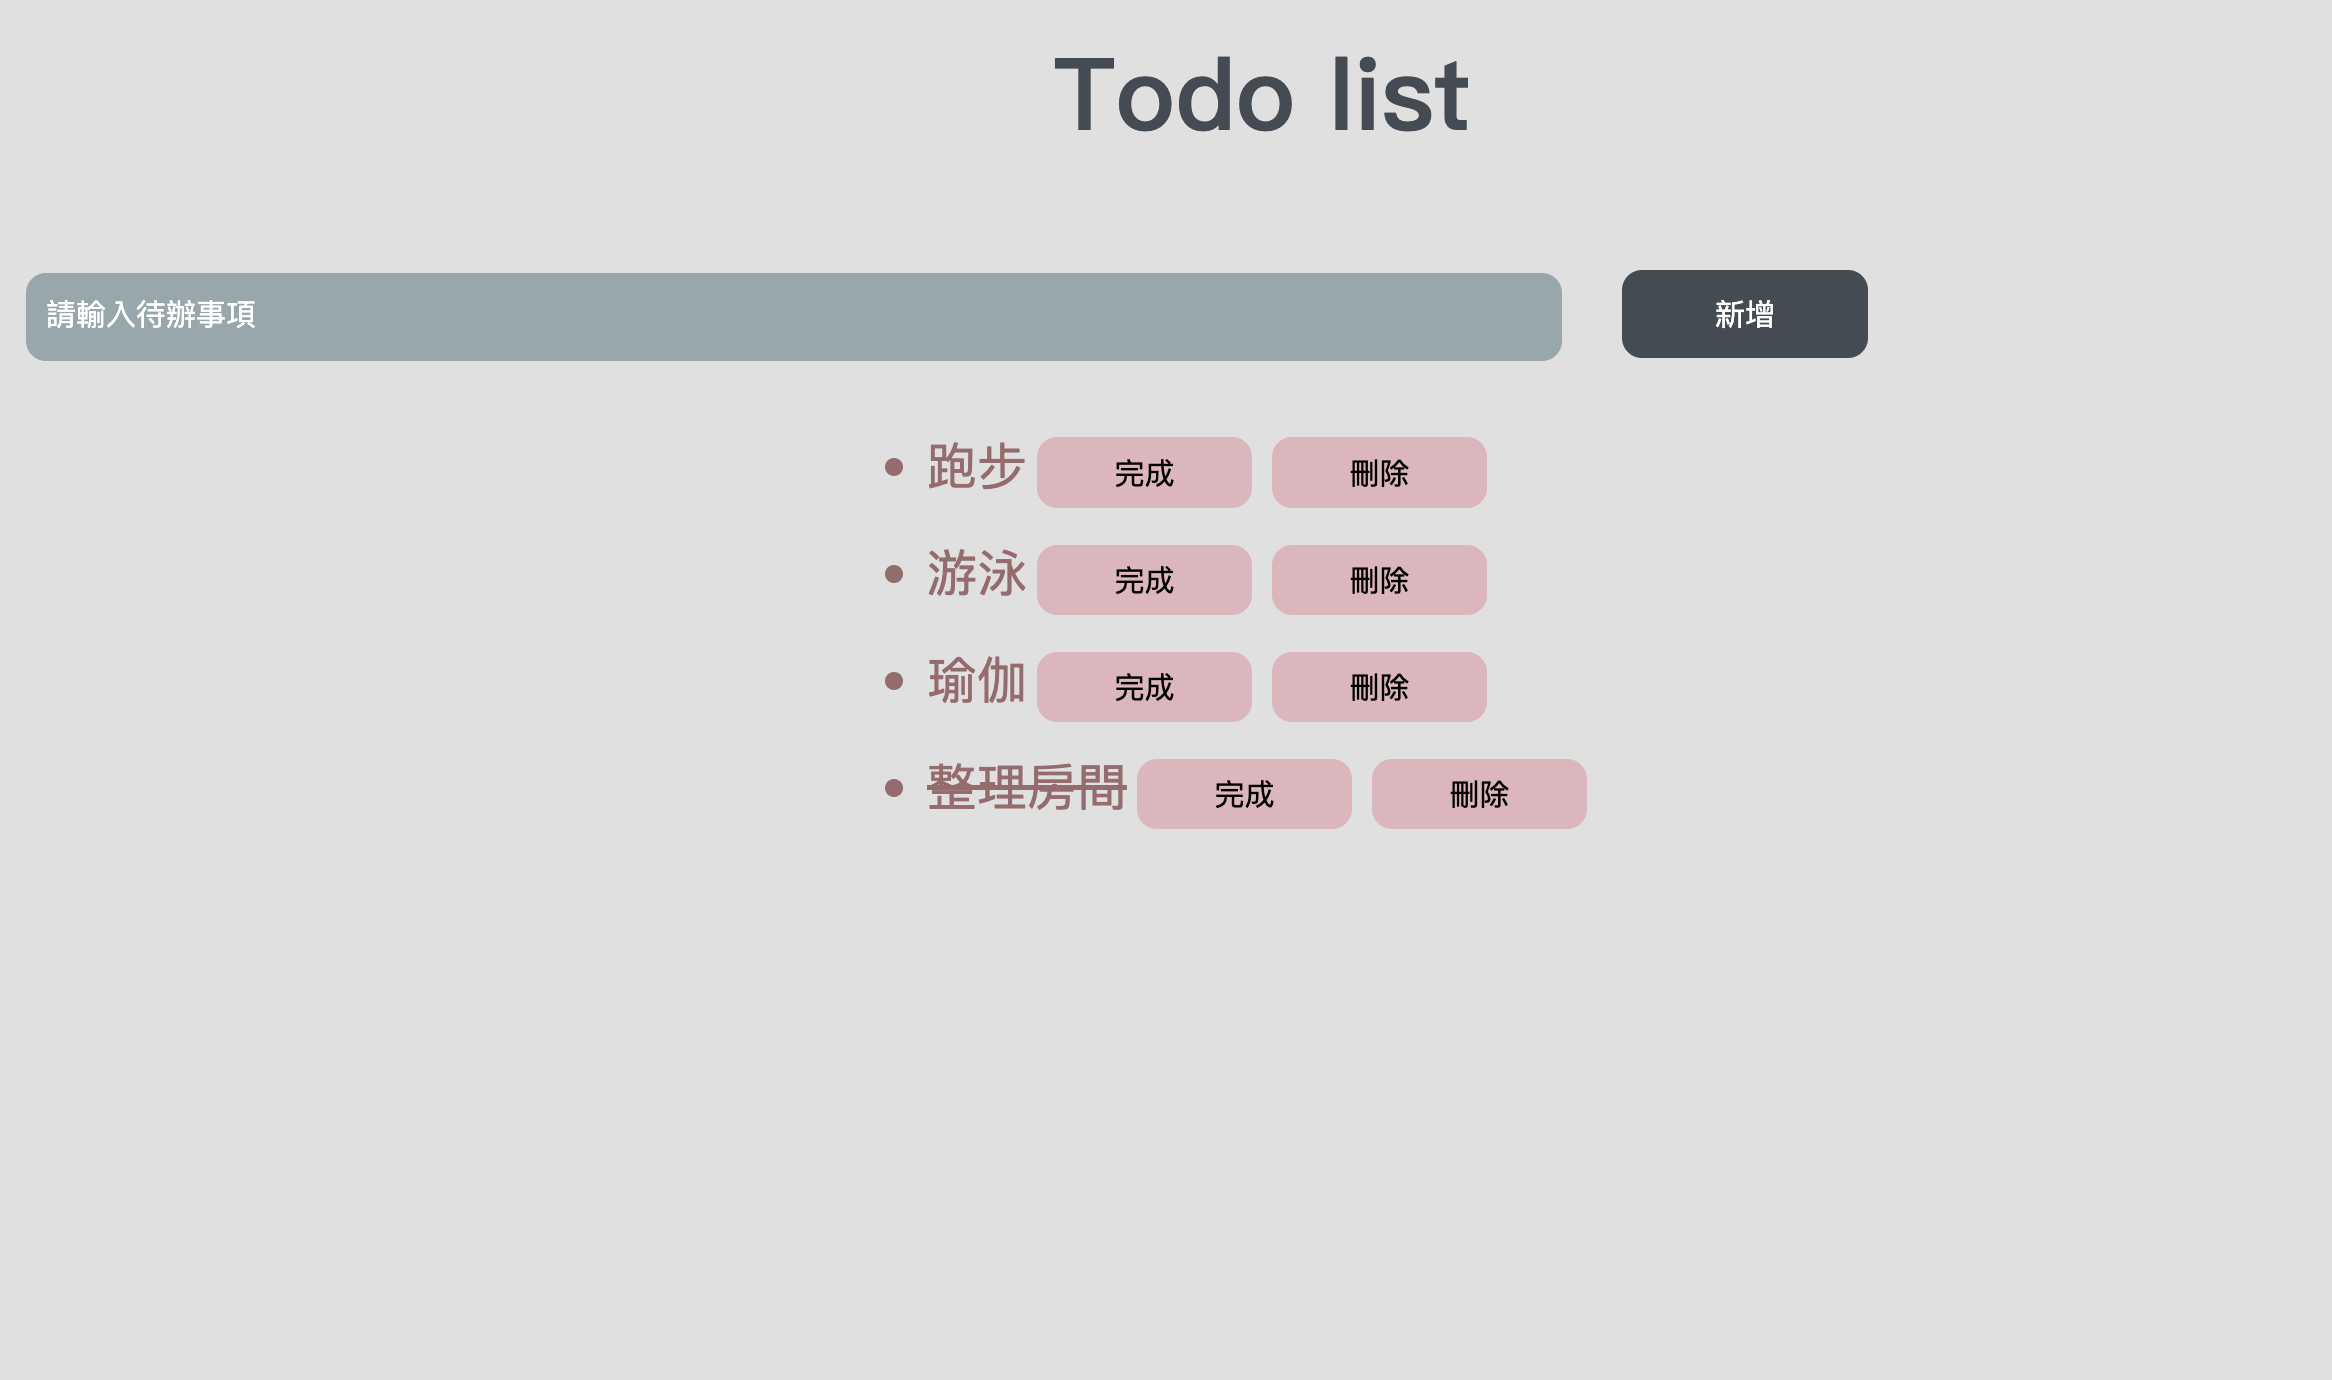 Todo list
請輸入待辦事項 新增
跑步 完成 刪除
游泳 完成 刪除
瑜伽 完成 刪除
整理房間 完成 刪除